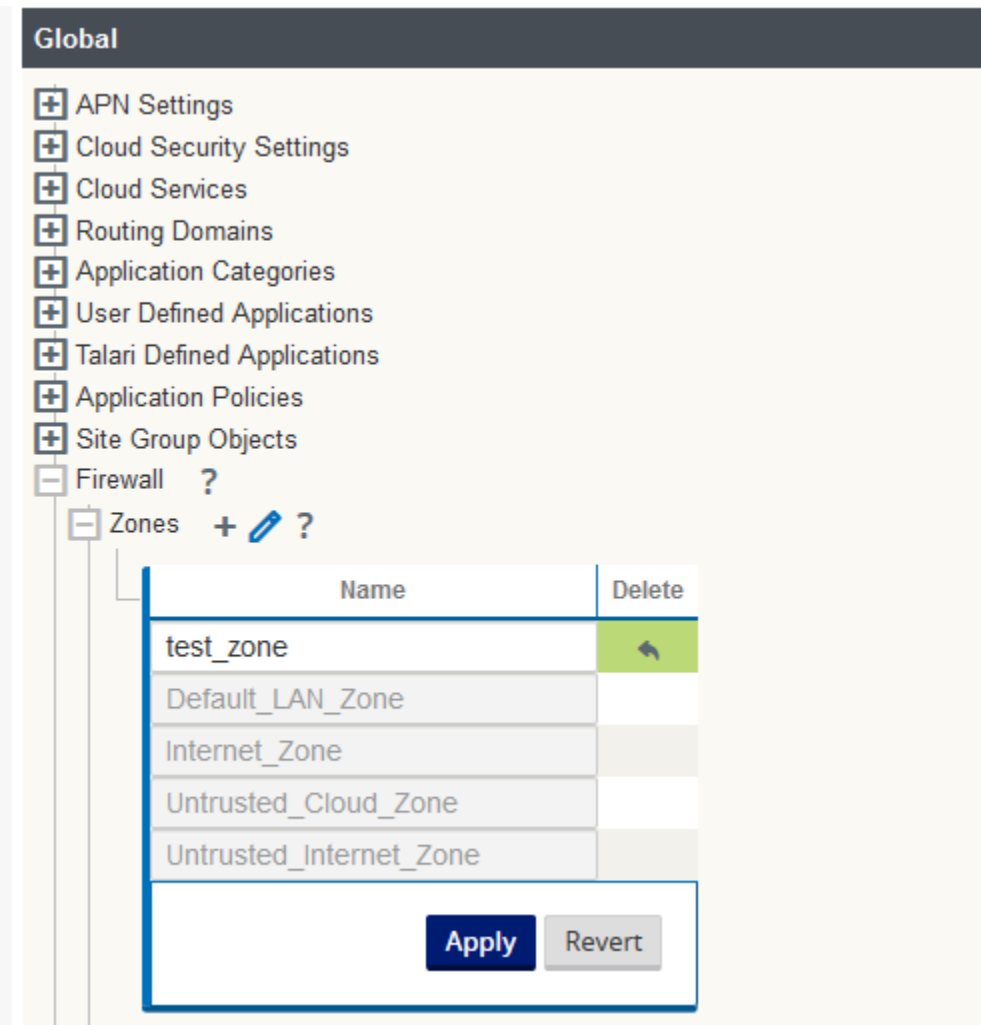 Global
APN Settings
Cloud Security Settings
Cloud Services
Routing Domains
Application Categories
User Defined Applications
Talari Defined Applications
Application Policies
Site Group Objects
Firewall ?
Zones + ?
Name Delete
test_zone
Default_LAN_Zone
Internet_Zone
Untrusted_Cloud_Zone
Untrusted_Internet_Zone
Apply Revert